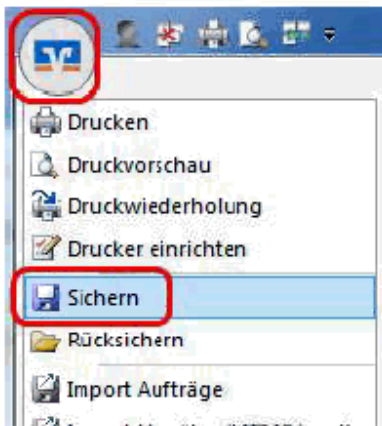 Drucken
Druckvorschau
Druckwiederholung
Drucker einrichten
Sichern
Rücksichern
Import Aufträge